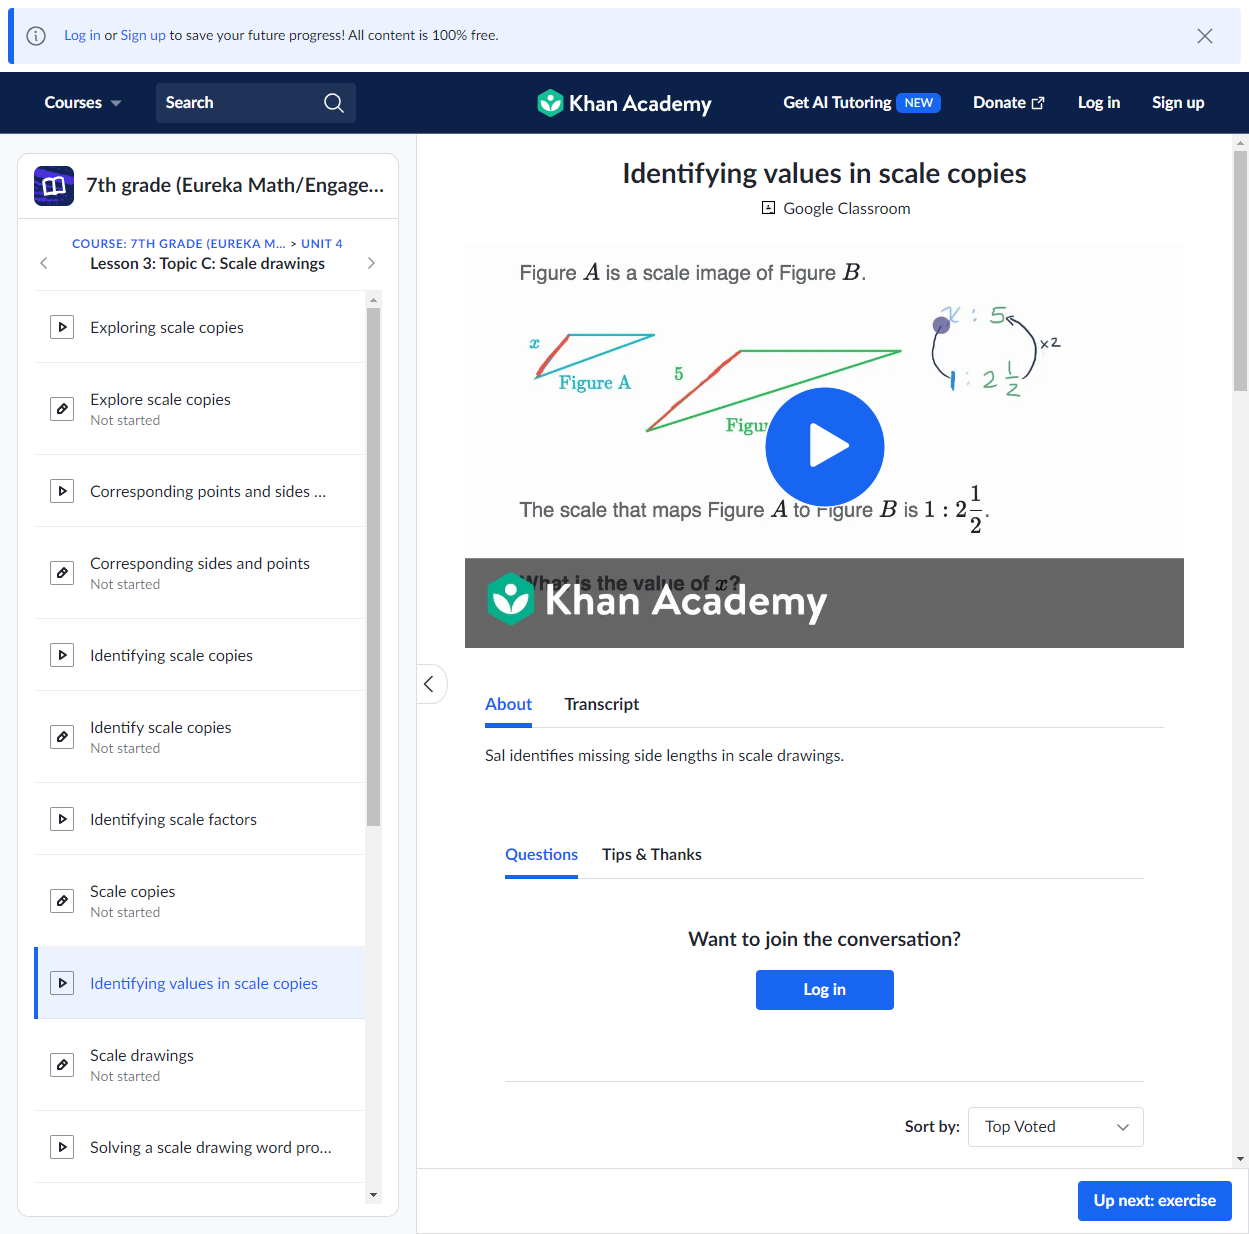 Log in or Sign up to save your future progress! All content is 100% free.
Courses
Search
Khan Academy
Get AI Tutoring NEW
Donate
Log in
Sign up
7th grade (Eureka Math/Engage...
COURSE: 7TH GRADE (EUREKA M... > UNIT 4
Lesson 3: Topic C: Scale drawings
Exploring scale copies
Explore scale copies
Not started
Corresponding points and sides ...
Corresponding sides and points
Not started
Identifying scale copies
Identify scale copies
Not started
Identifying scale factors
Scale copies
Not started
Identifying values in scale copies
Scale drawings
Not started
Solving a scale drawing word pro...
Identifying values in scale copies
Google Classroom
Figure A is a scale image of Figure B.
x
Figure A
5
Figu
x : 5
x2
1 : 2 1/2
The scale that maps Figure A to Figure B is 1 : 2 1/2.
What is the value of x?
Khan Academy
About
Transcript
Sal identifies missing side lengths in scale drawings.
Questions
Tips & Thanks
Want to join the conversation?
Log in
Sort by:
Top Voted
Up next: exercise